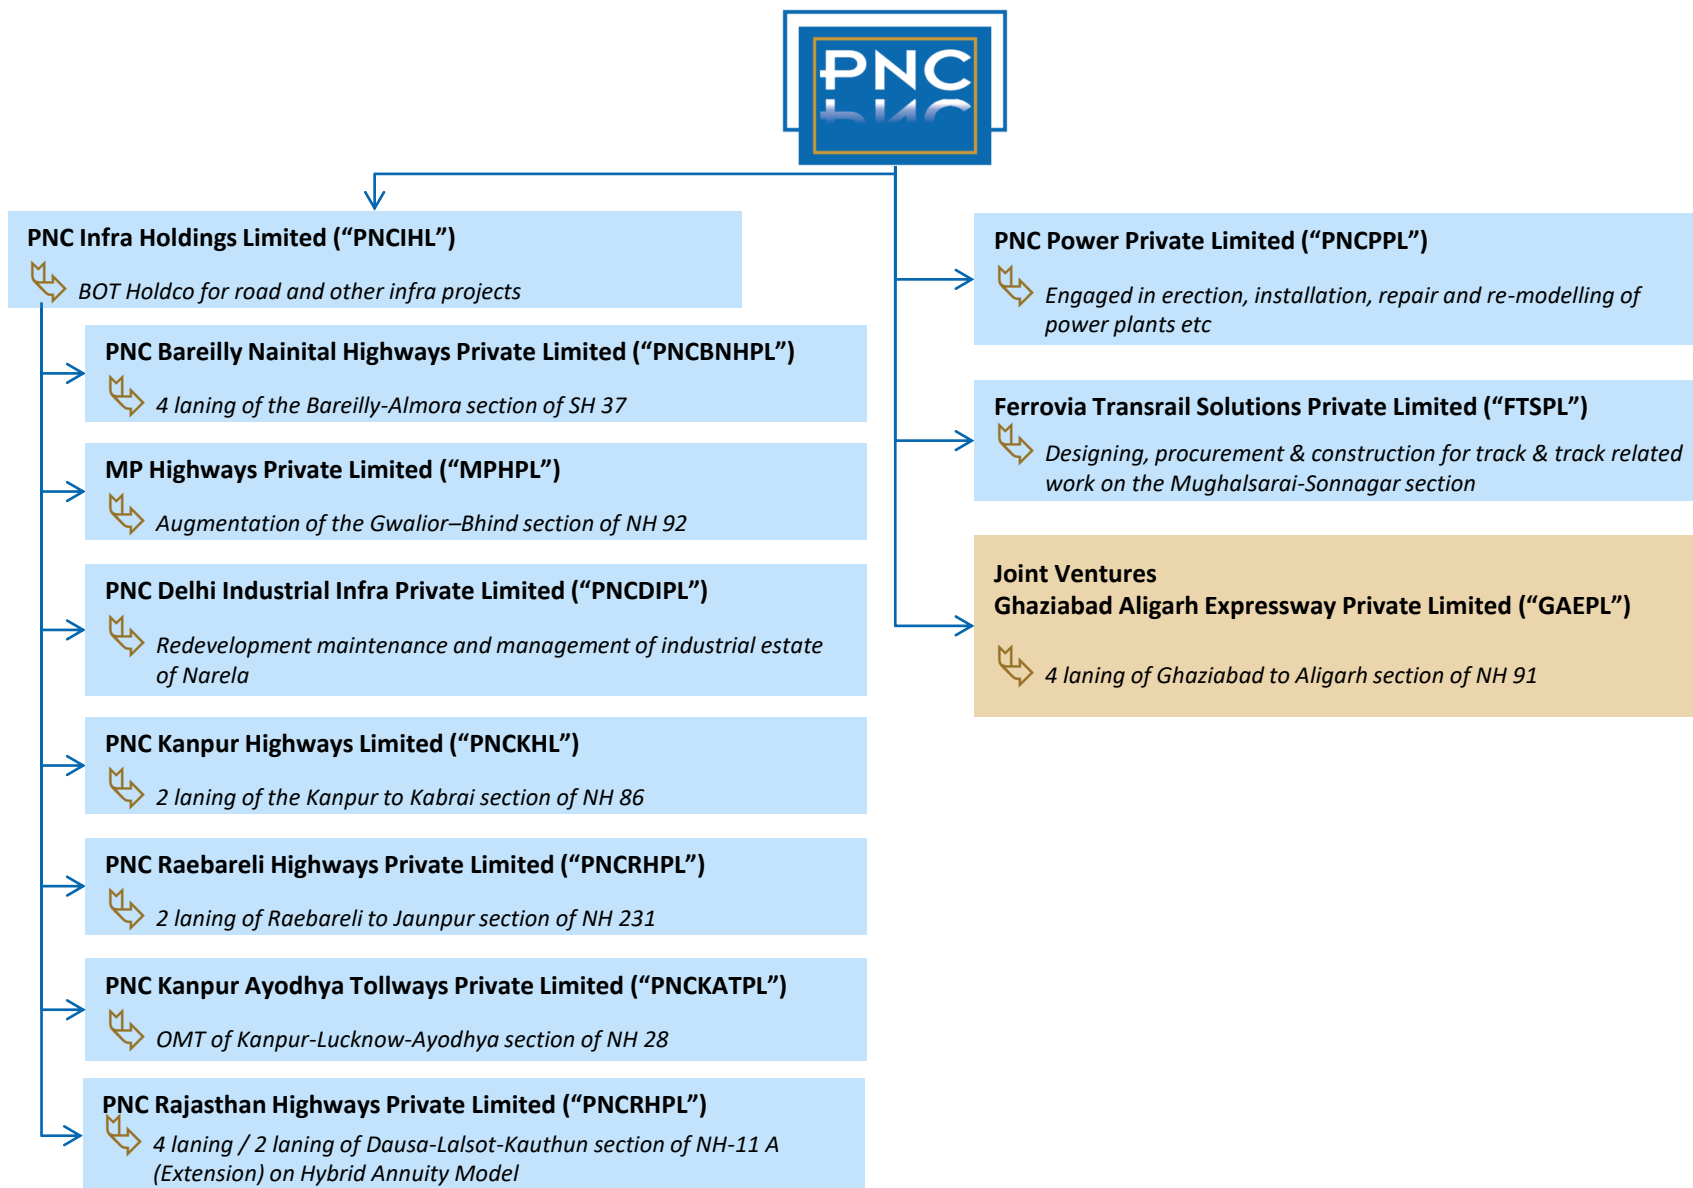 PNC
PNC Infra Holdings Limited (“PNCIHL”)
BOT Holdco for road and other infra projects
PNC Bareilly Nainital Highways Private Limited (“PNCBNHPL”)
4 laning of the Bareilly-Almora section of SH 37
MP Highways Private Limited (“MPHPL”)
Augmentation of the Gwalior–Bhind section of NH 92
PNC Delhi Industrial Infra Private Limited (“PNCDIPL”)
Redevelopment maintenance and management of industrial estate
of Narela
PNC Kanpur Highways Limited (“PNCKHL”)
2 laning of the Kanpur to Kabrai section of NH 86
PNC Raebareli Highways Private Limited (“PNCRHPL”)
2 laning of Raebareli to Jaunpur section of NH 231
PNC Kanpur Ayodhya Tollways Private Limited (“PNCKATPL”)
OMT of Kanpur-Lucknow-Ayodhya section of NH 28
PNC Rajasthan Highways Private Limited (“PNCRHPL”)
4 laning / 2 laning of Dausa-Lalsot-Kauthun section of NH-11 A
(Extension) on Hybrid Annuity Model
PNC Power Private Limited (“PNCPPL”)
Engaged in erection, installation, repair and re-modelling of
power plants etc
Ferrovia Transrail Solutions Private Limited (“FTSPL”)
Designing, procurement & construction for track & track related
work on the Mughalsarai-Sonnagar section
Joint Ventures
Ghaziabad Aligarh Expressway Private Limited (“GAEPL”)
4 laning of Ghaziabad to Aligarh section of NH 91